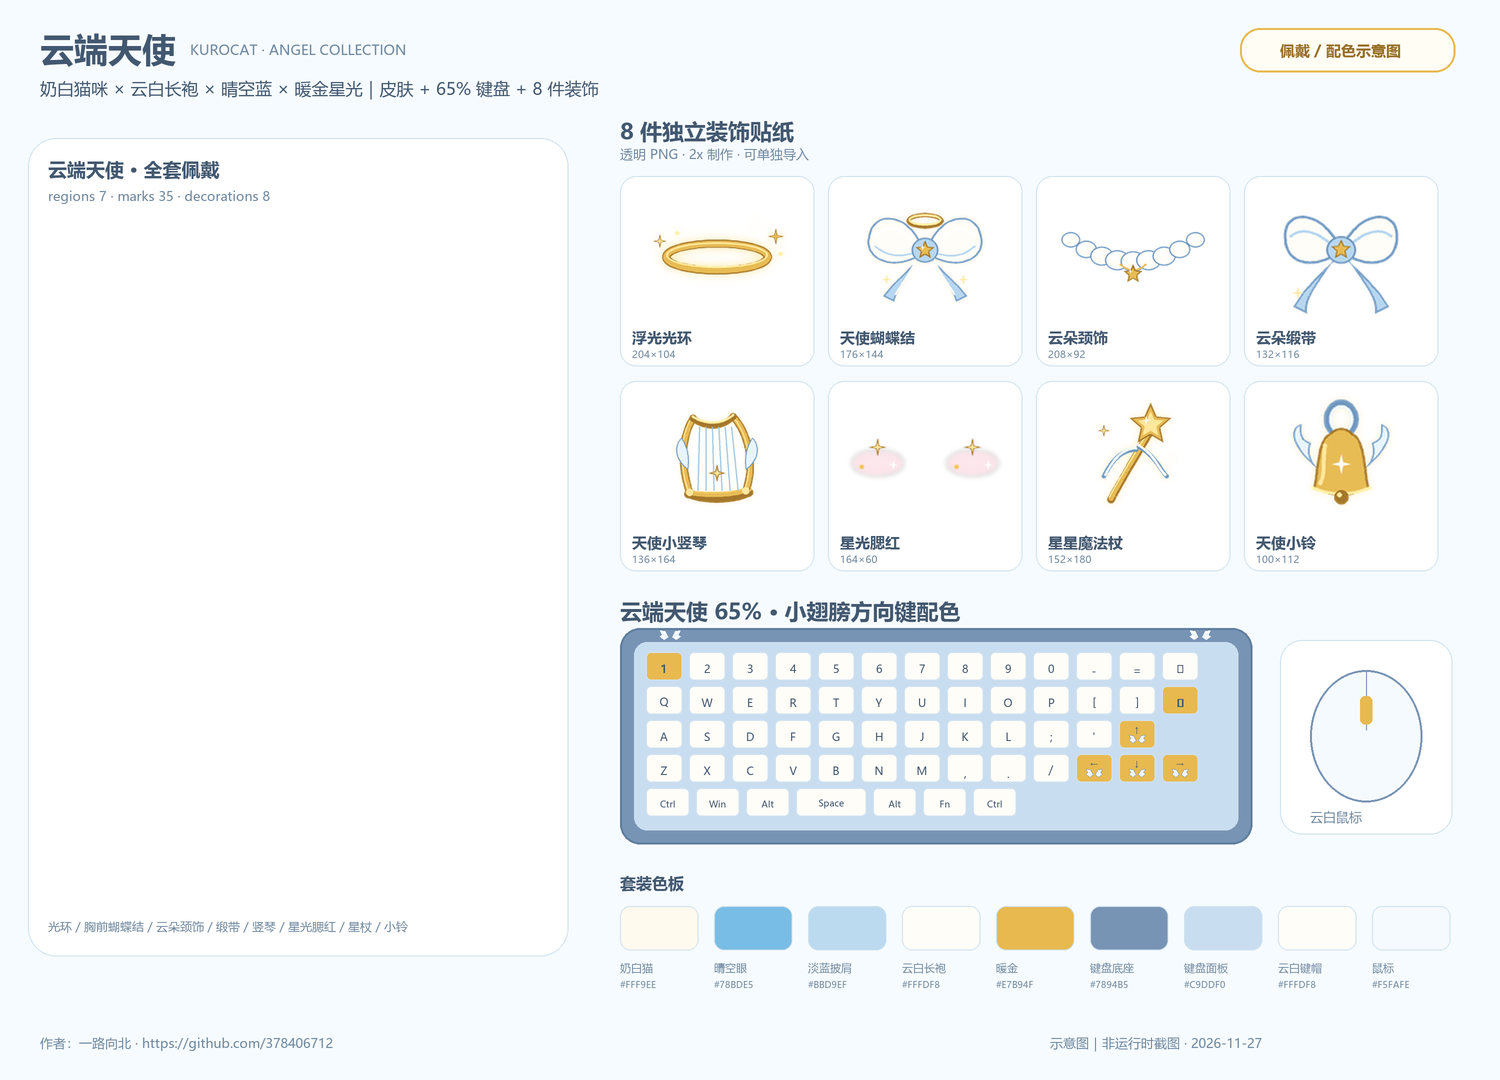 云端天使 KUROCAT · ANGEL COLLECTION
奶白猫咪 × 云白长袍 × 晴空蓝 × 暖金星光 | 皮肤 + 65% 键盘 + 8 件装饰
佩戴 / 配色示意图
云端天使 • 全套佩戴
regions 7 · marks 35 · decorations 8
光环 / 胸前蝴蝶结 / 云朵颈饰 / 缎带 / 竖琴 / 星光腮红 / 星杖 / 小铃
8 件独立装饰贴纸
透明 PNG · 2x 制作 · 可单独导入
浮光光环
204×104
天使蝴蝶结
176×144
云朵颈饰
208×92
云朵缎带
132×116
天使小竖琴
136×164
星光腮红
164×60
星星魔法杖
152×180
天使小铃
100×112
云端天使 65% • 小翅膀方向键配色
1 2 3 4 5 6 7 8 9 0 - =
Q W E R T Y U I O P [ ]
A S D F G H J K L ; ' ↑
Z X C V B N M , . / ← ↓ →
Ctrl Win Alt Space Alt Fn Ctrl
云白鼠标
套装色板
奶白猫
#FFF9EE
晴空眼
#78BDE5
淡蓝披肩
#BBD9EF
云白长袍
#FFFDF8
暖金
#E7B94F
键盘底座
#7894B5
键盘面板
#C9DDF0
云白键帽
#FFFDF8
鼠标
#F5FAFE
作者：一路向北 · https://github.com/378406712
示意图 | 非运行时截图 · 2026-11-27